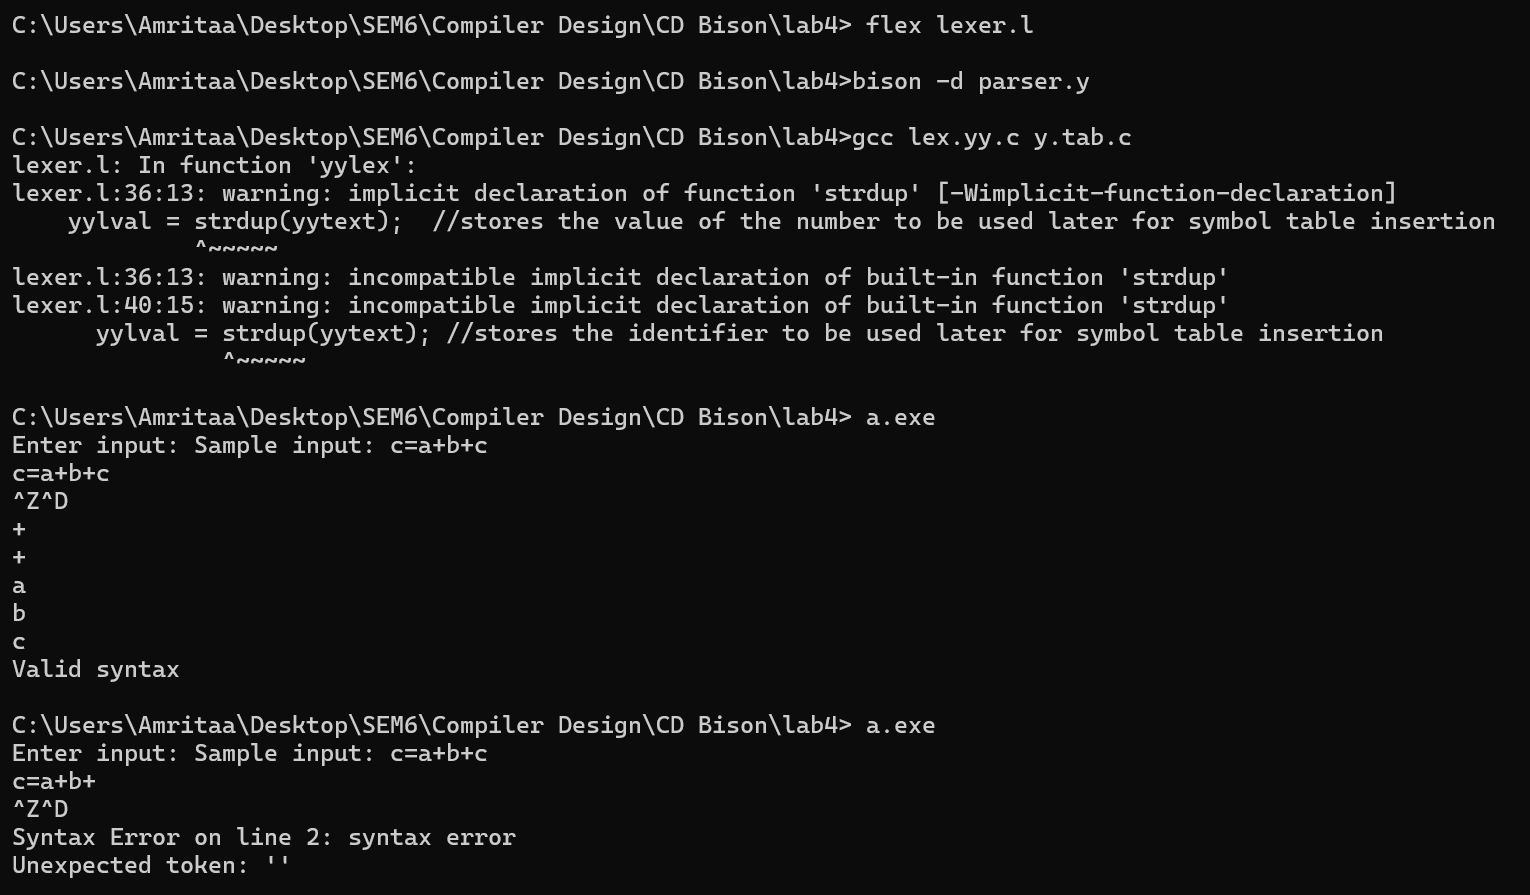 C:\Users\Amritaa\Desktop\SEM6\Compiler Design\CD Bison\lab4> flex lexer.l
C:\Users\Amritaa\Desktop\SEM6\Compiler Design\CD Bison\lab4>bison -d parser.y
C:\Users\Amritaa\Desktop\SEM6\Compiler Design\CD Bison\lab4>gcc lex.yy.c y.tab.c
lexer.l: In function 'yylex':
lexer.l:36:13: warning: implicit declaration of function 'strdup' [-Wimplicit-function-declaration]
    yylval = strdup(yytext);  //stores the value of the number to be used later for symbol table insertion
             ^~~~~~
lexer.l:36:13: warning: incompatible implicit declaration of built-in function 'strdup'
lexer.l:40:15: warning: incompatible implicit declaration of built-in function 'strdup'
      yylval = strdup(yytext); //stores the identifier to be used later for symbol table insertion
               ^~~~~~
C:\Users\Amritaa\Desktop\SEM6\Compiler Design\CD Bison\lab4> a.exe
Enter input: Sample input: c=a+b+c
c=a+b+c
^Z^D
+
+
a
b
c
Valid syntax
C:\Users\Amritaa\Desktop\SEM6\Compiler Design\CD Bison\lab4> a.exe
Enter input: Sample input: c=a+b+c
c=a+b+
^Z^D
Syntax Error on line 2: syntax error
Unexpected token: ''